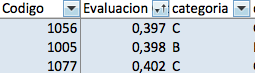 Codigo Evaluacion categoria
1056 0,397 C
1005 0,398 B
1077 0,402 C